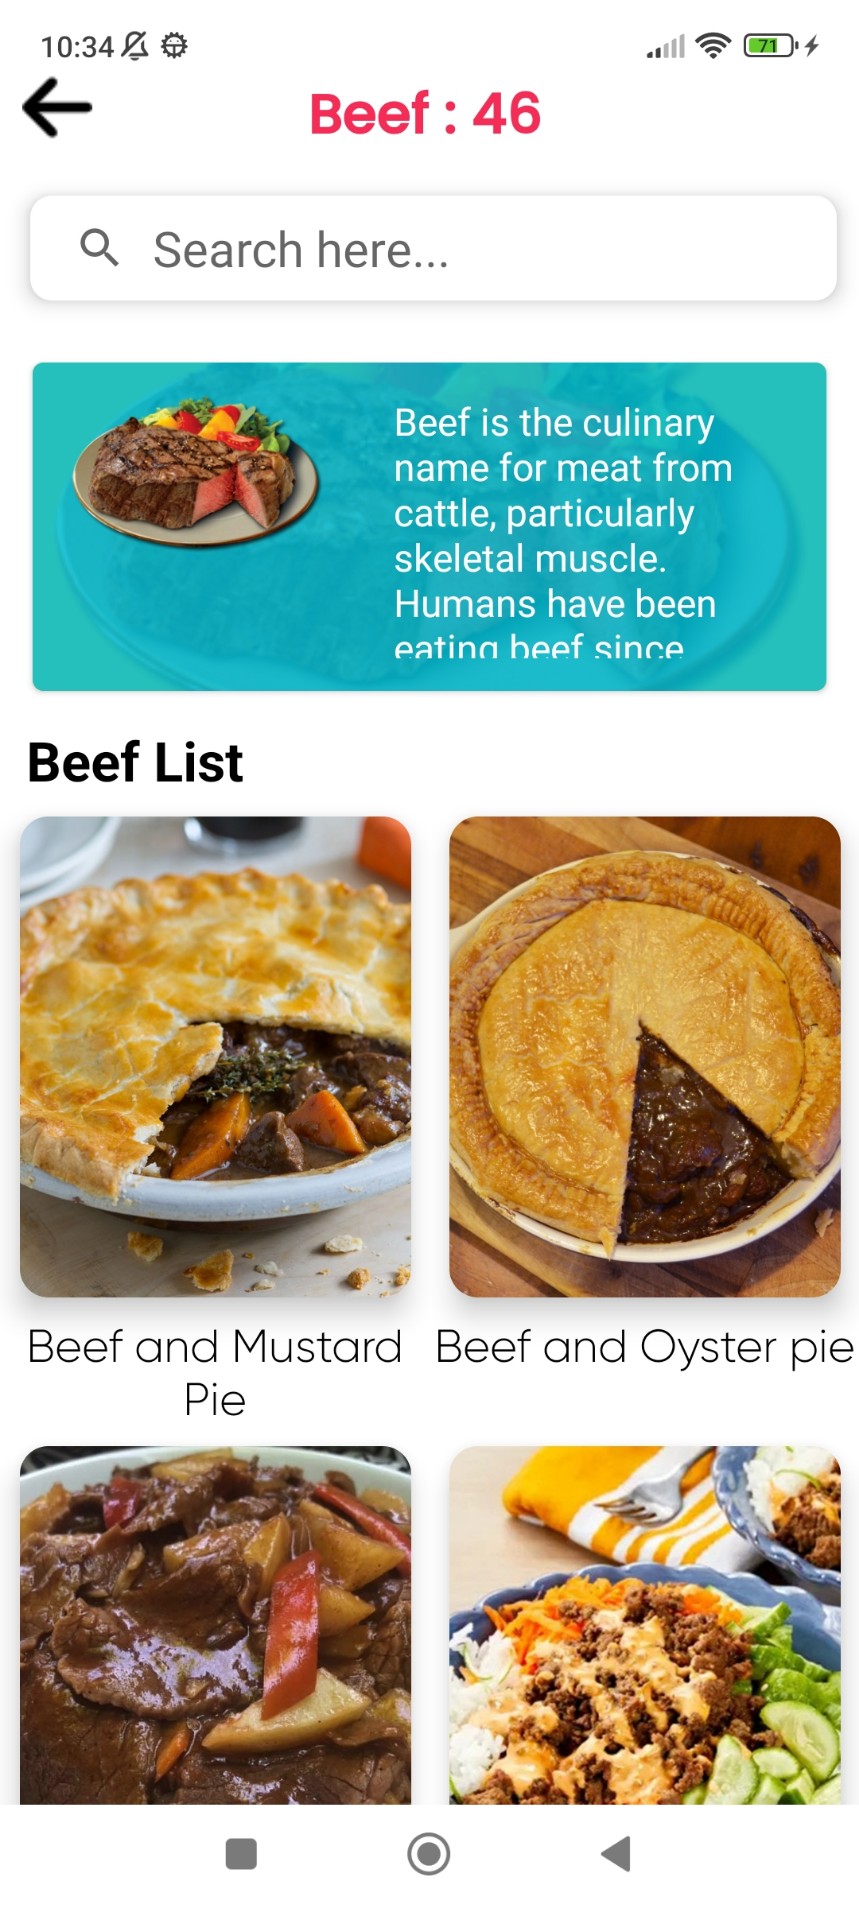 10:34
71
Beef : 46
Search here...
Beef is the culinary
name for meat from
cattle, particularly
skeletal muscle.
Humans have been
eating beef since
Beef List
Beef and Mustard
Pie
Beef and Oyster pie